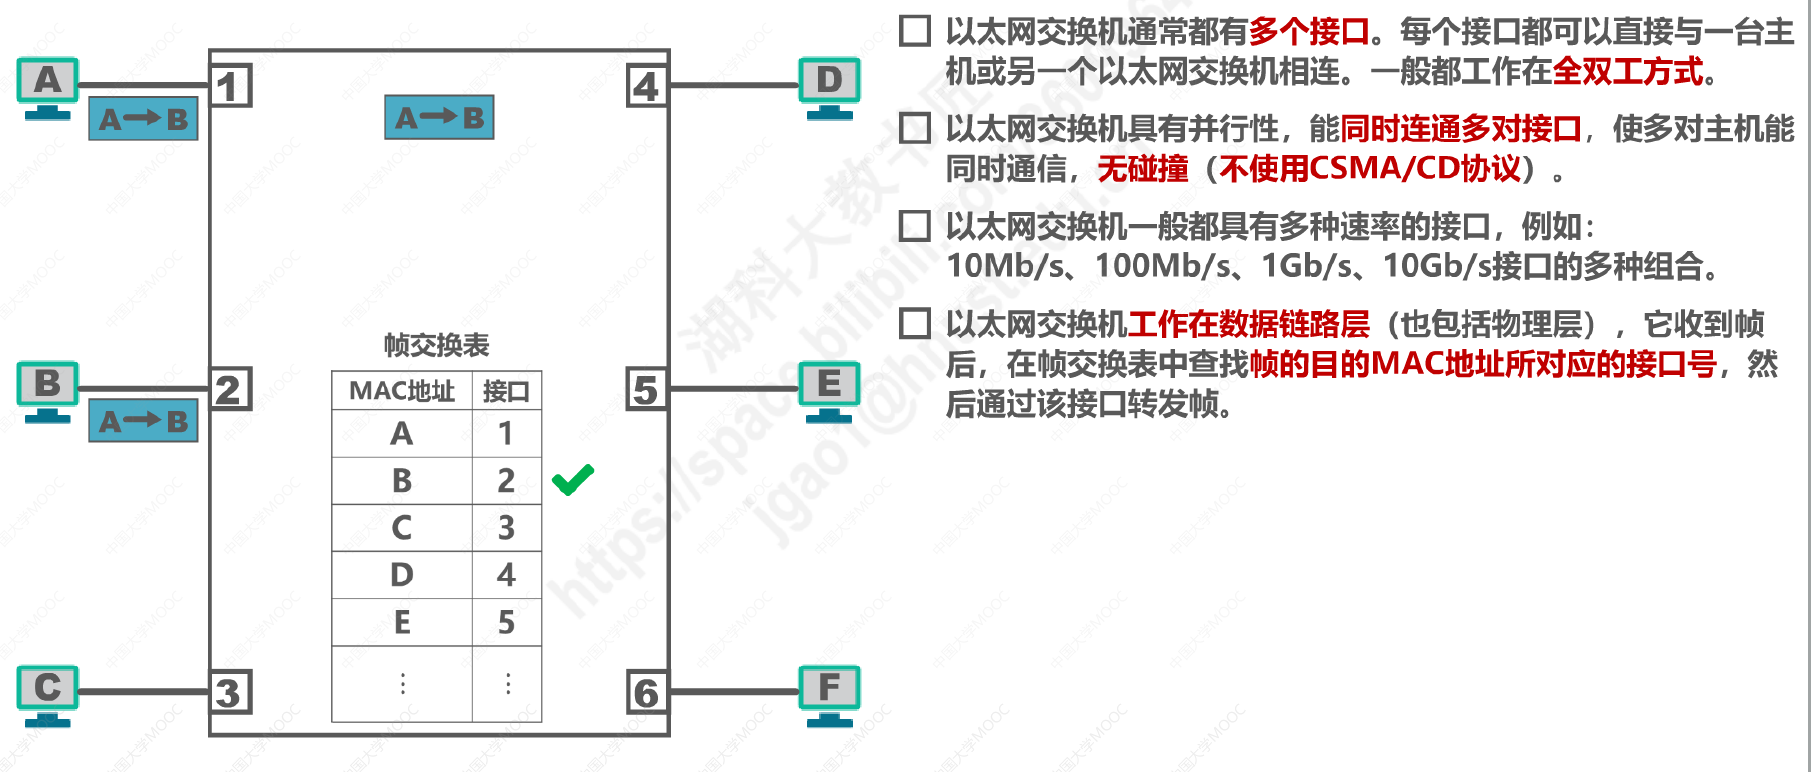 A
1
A→B
A→B
4
D
B
2
A→B
5
E
C
3
6
F
帧交换表
MAC地址 接口
A 1
B 2
C 3
D 4
E 5
⋮ ⋮
以太网交换机通常都有多个接口。每个接口都可以直接与一台主
机或另一个以太网交换机相连。一般都工作在全双工方式。
以太网交换机具有并行性，能同时连通多对接口，使多对主机能
同时通信，无碰撞（不使用CSMA/CD协议）。
以太网交换机一般都具有多种速率的接口，例如：
10Mb/s、100Mb/s、1Gb/s、10Gb/s接口的多种组合。
以太网交换机工作在数据链路层（也包括物理层），它收到帧
后，在帧交换表中查找帧的目的MAC地址所对应的接口号，然
后通过该接口转发帧。
湖科大教书匠
中国大学MOOC